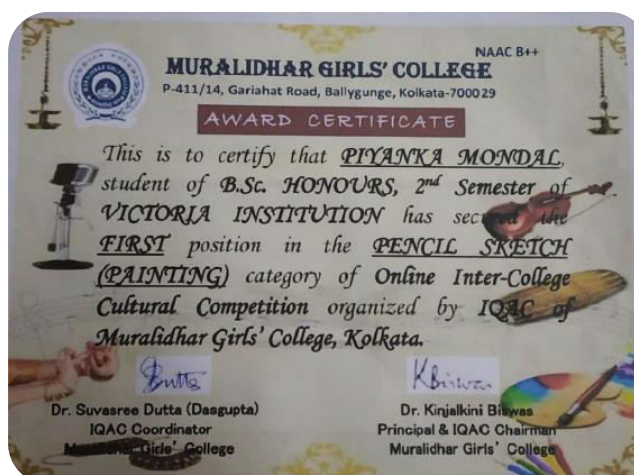 NAAC B++
MURALIDHAR GIRLS' COLLEGE
P-411/14, Gariahat Road, Ballygunge, Kolkata-700029
AWARD CERTIFICATE
This is to certify that PIYANKA MONDAL,
student of B.Sc. HONOURS, 2nd Semester of
VICTORIA INSTITUTION has secured the
FIRST position in the PENCIL SKETCH
(PAINTING) category of Online Inter-College
Cultural Competition organized by IQAC of
Muralidhar Girls' College, Kolkata.
SDutta
KBiswas
Dr. Suvasree Dutta (Dasgupta)
IQAC Coordinator
Muralidhar Girls' College
Dr. Kinjalkini Biswas
Principal & IQAC Chairman
Muralidhar Girls' College